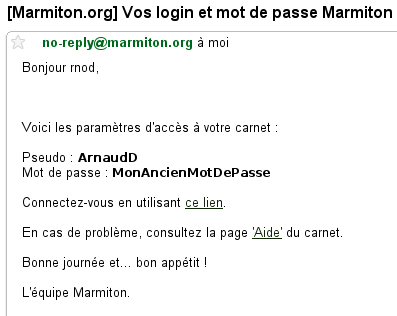 [Marmiton.org] Vos login et mot de passe Marmiton
no-reply@marmiton.org à moi
Bonjour rnod,
Voici les paramètres d'accès à votre carnet :
Pseudo : ArnaudD
Mot de passe : MonAncienMotDePasse
Connectez-vous en utilisant ce lien.
En cas de problème, consultez la page 'Aide' du carnet.
Bonne journée et... bon appétit !
L'équipe Marmiton.